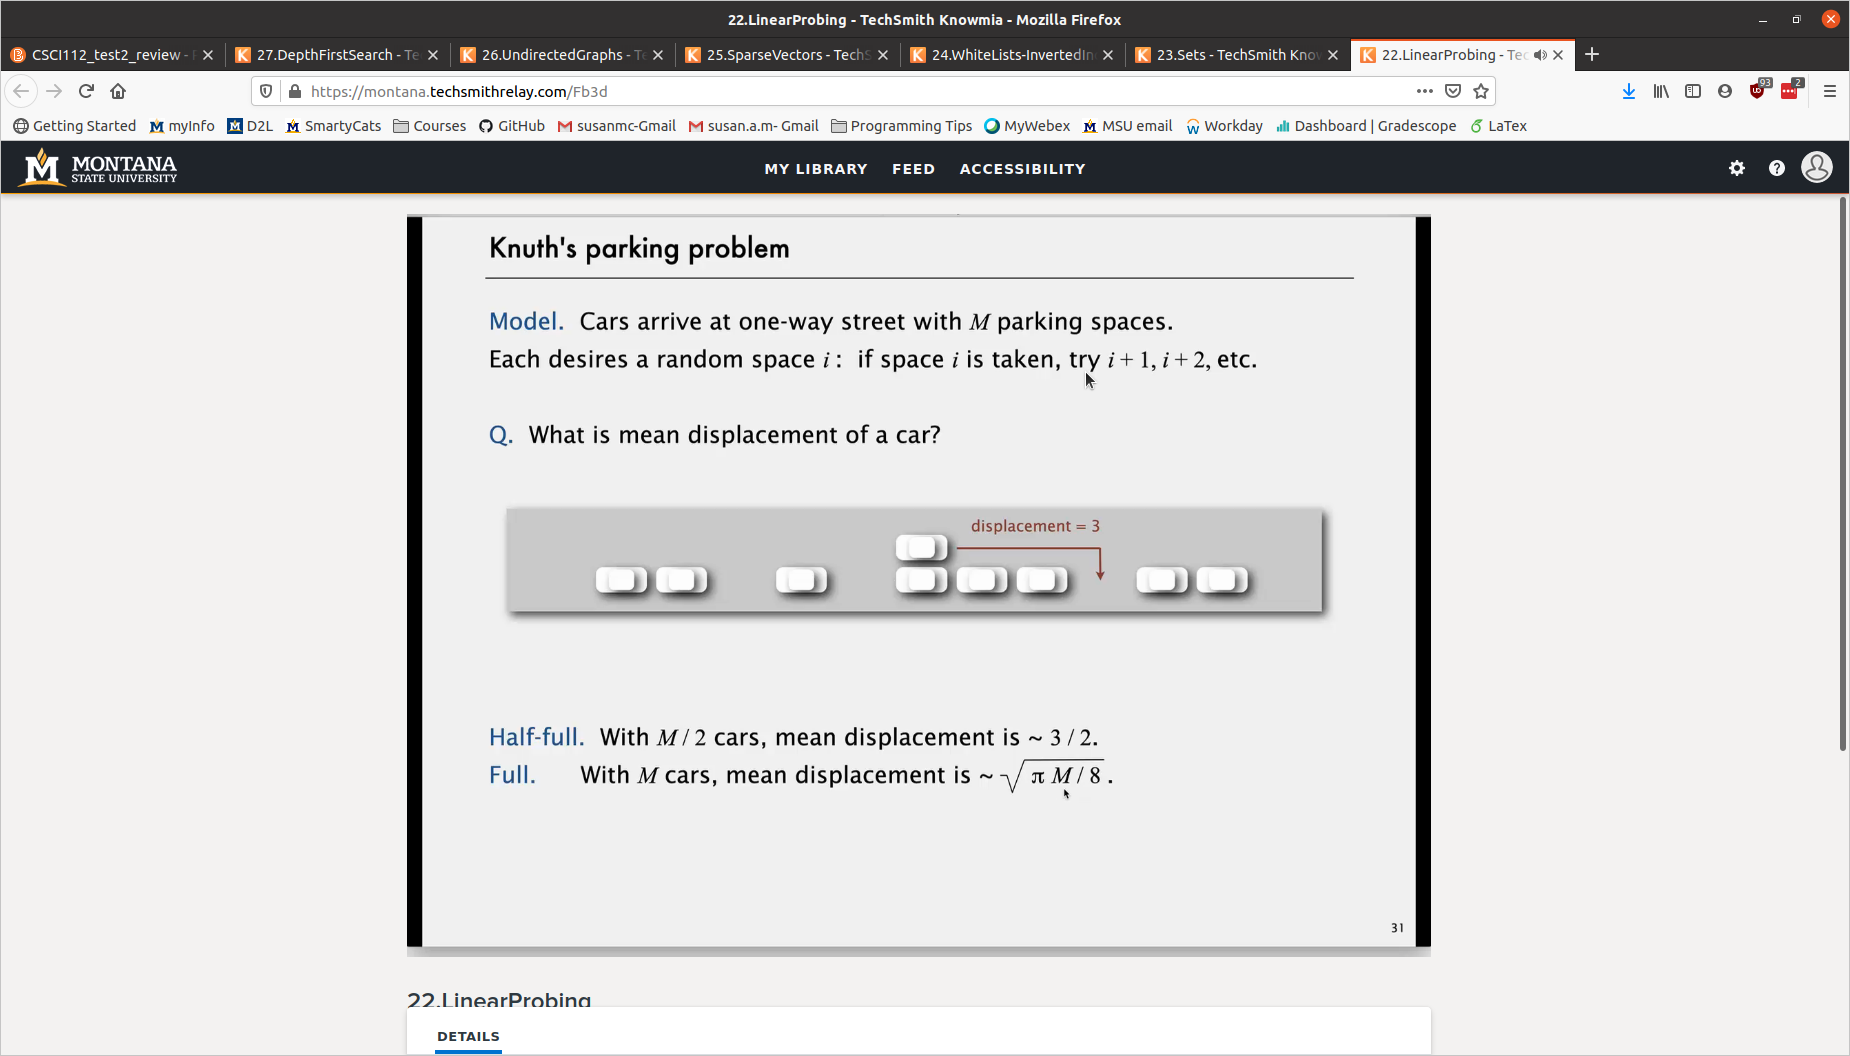 22.LinearProbing - TechSmith Knowmia - Mozilla Firefox
CSCI112_test2_review -
27.DepthFirstSearch - Te
26.UndirectedGraphs - Te
25.SparseVectors - TechS
24.WhiteLists-InvertedIn
23.Sets - TechSmith Know
22.LinearProbing - Tec
https://montana.techsmithrelay.com/Fb3d
93
2
Getting Started myInfo D2L SmartyCats Courses GitHub susanmc-Gmail susan.a.m- Gmail Programming Tips MyWebex MSU email Workday Dashboard | Gradescope LaTex
MONTANA
STATE UNIVERSITY
MY LIBRARY FEED ACCESSIBILITY
Knuth's parking problem
Model. Cars arrive at one-way street with M parking spaces.
Each desires a random space i : if space i is taken, try i + 1, i + 2, etc.
Q. What is mean displacement of a car?
displacement = 3
Half-full. With M / 2 cars, mean displacement is ~ 3 / 2.
Full. With M cars, mean displacement is ~ √ π M / 8 .
31
22.LinearProbing
DETAILS